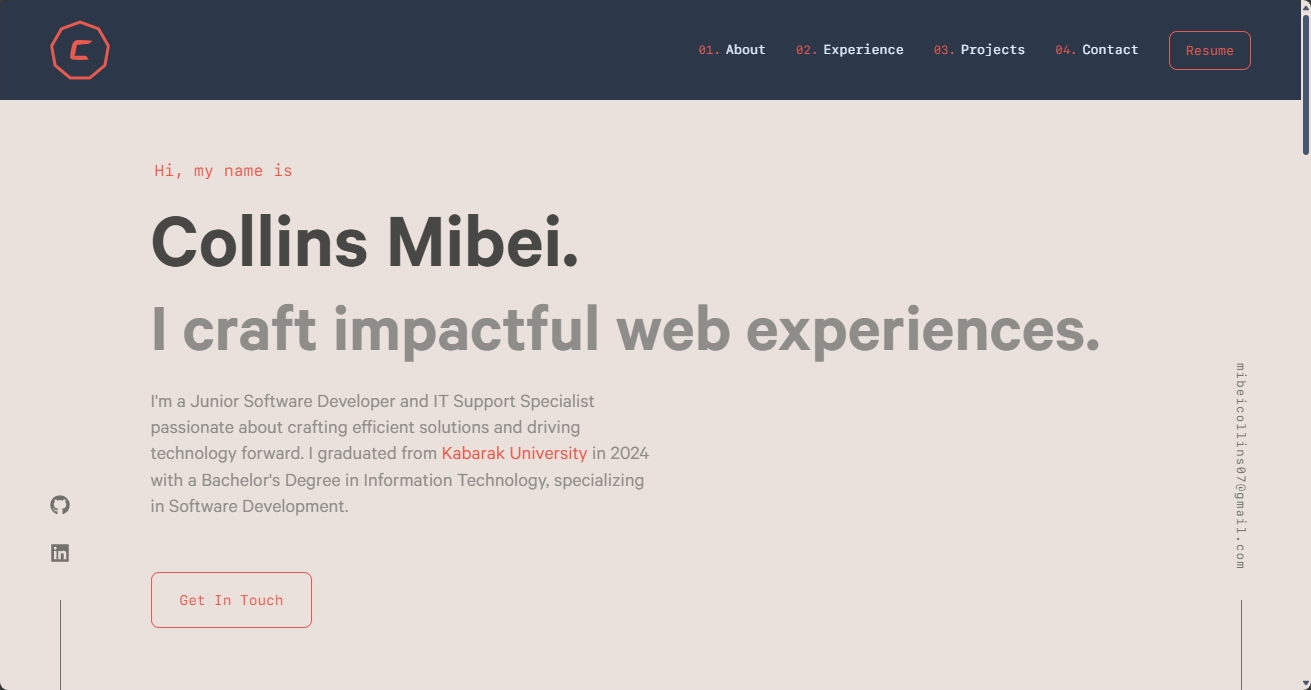 C
01. About 02. Experience 03. Projects 04. Contact Resume
Hi, my name is
Collins Mibei.
I craft impactful web experiences.
I'm a Junior Software Developer and IT Support Specialist
passionate about crafting efficient solutions and driving
technology forward. I graduated from Kabarak University in 2024
with a Bachelor's Degree in Information Technology, specializing
in Software Development.
Get In Touch
in
mibeicollins07@gmail.com